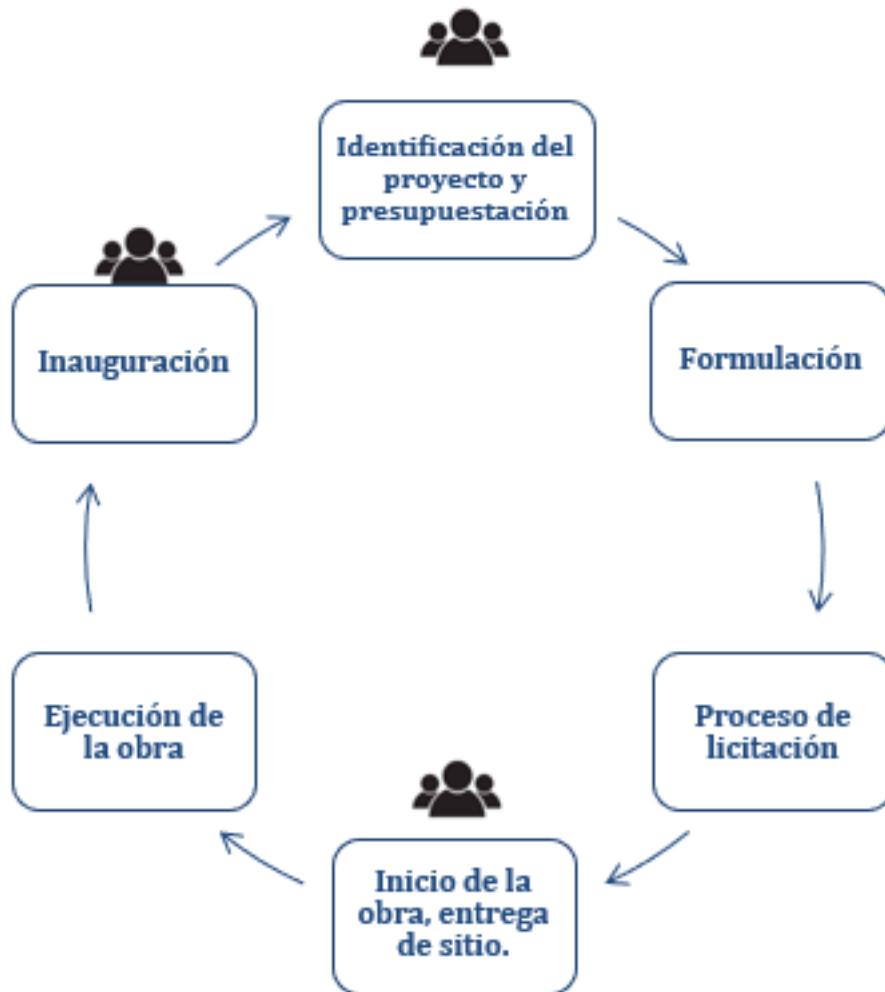 Identificación del
proyecto y
presupuestación
Formulación
Proceso de
licitación
Inicio de la
obra, entrega
de sitio.
Ejecución de
la obra
Inauguración